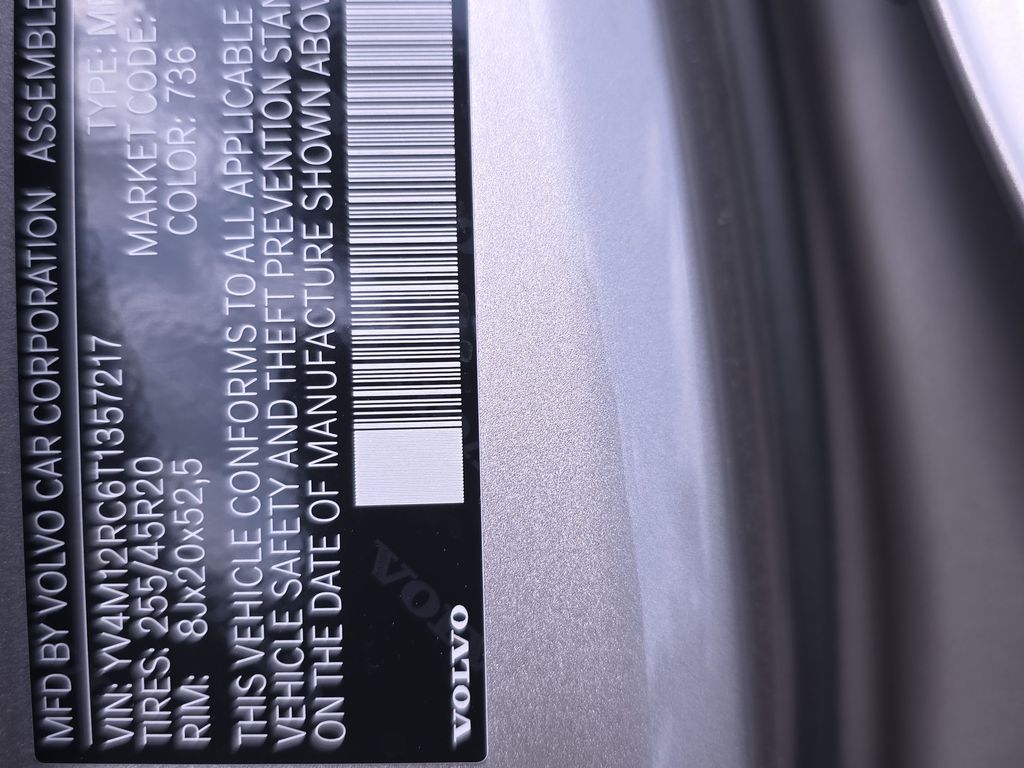 MFD BY VOLVO CAR CORPORATION ASSEMBLE
VIN: YV4M12RC6T1357217 TYPE: M
TIRES: 255/45R20 MARKET CODE:
RIM: 8Jx20x52,5 COLOR: 736
THIS VEHICLE CONFORMS TO ALL APPLICABLE
VEHICLE SAFETY AND THEFT PREVENTION STAN
ON THE DATE OF MANUFACTURE SHOWN ABOV
VOLVO
VOLVO